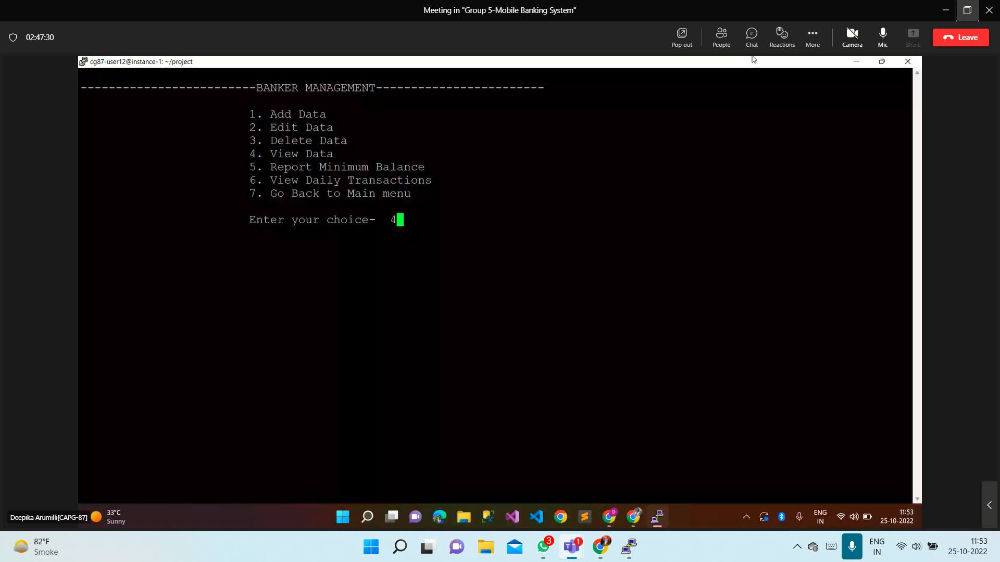 Meeting in "Group 5-Mobile Banking System"
02:47:30
Pop out
People
Chat
Reactions
More
Camera
Mic
Share
Leave
cg87-user12@instance-1: ~/project
-------------------------BANKER MANAGEMENT------------------------
1. Add Data
2. Edit Data
3. Delete Data
4. View Data
5. Report Minimum Balance
6. View Daily Transactions
7. Go Back to Main menu
Enter your choice-  4
Deepika Arumilli[CAPG-87]
33°C
Sunny
D
ENG
IN
11:53
25-10-2022
82°F
Smoke
3
1
ENG
IN
11:53
25-10-2022